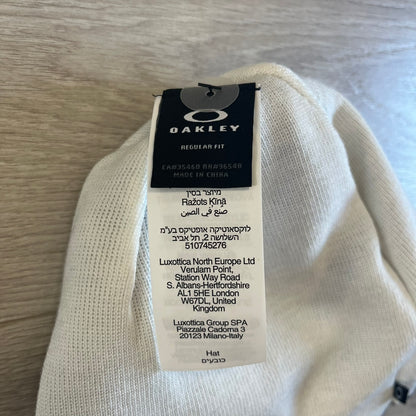 OAKLEY
REGULAR FIT
CA#35460 RN#96548
MADE IN CHINA
מיוצר בסין
Ražots Ķīnā
صنع في الصين
לוקסאוטיקה אופטיקס בע"מ
השלושה 2, תל אביב
510745276
Luxottica North Europe Ltd
Verulam Point,
Station Way Road
S. Albans-Hertfordshire
AL1 5HE London
W67DL, United
Kingdom
Luxottica Group SPA
Piazzale Cadorna 3
20123 Milano-Italy
Hat
כובעים